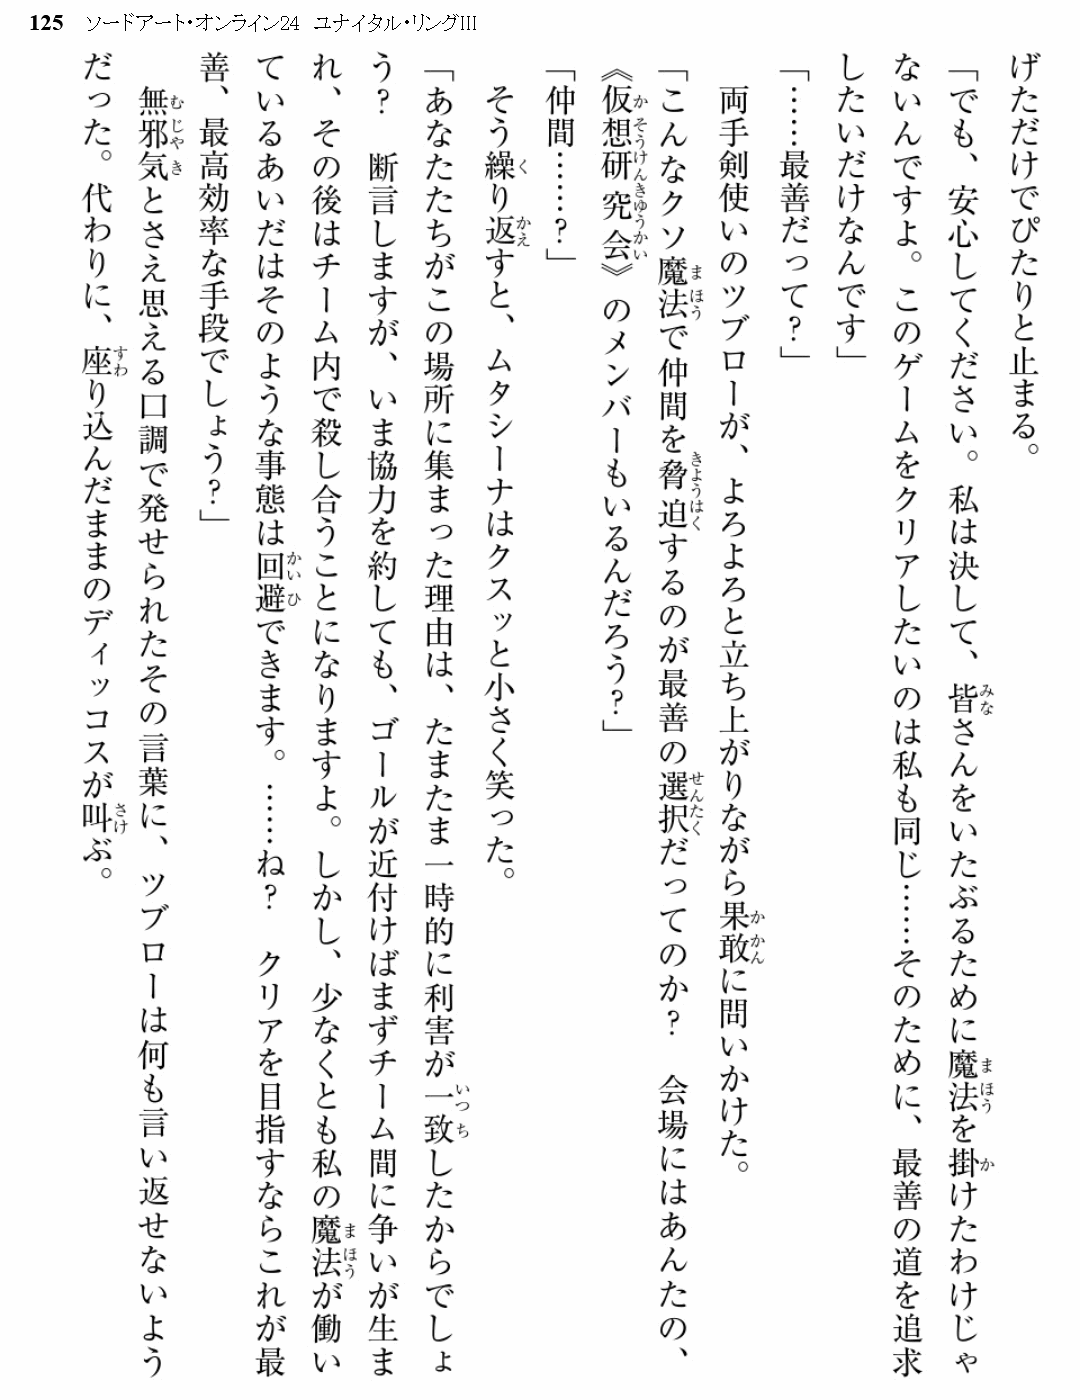 125 ソードアート・オンライン24 ユナイタル・リングIII
げただけでぴたりと止まる。
「でも、安心してください。私は決して、皆さんをいたぶるために魔法を掛けたわけじゃ
ないんですよ。このゲームをクリアしたいのは私も同じ……そのために、最善の道を追求
したいだけなんです」
「……最善だって?」
両手剣使いのツブローが、よろよろと立ち上がりながら果敢に問いかけた。
「こんなクソ魔法で仲間を脅迫するのが最善の選択だってのか? 会場にはあんたの、
《仮想研究会》のメンバーもいるんだろう?」
「仲間……?」
そう繰り返すと、ムタシーナはクスッと小さく笑った。
「あなたたちがこの場所に集まった理由は、たまたま一時的に利害が一致したからでしょ
う? 断言しますが、いま協力を約しても、ゴールが近付けばまずチーム間に争いが生ま
れ、その後はチーム内で殺し合うことになりますよ。しかし、少なくとも私の魔法が働い
ているあいだはそのような事態は回避できます。……ね? クリアを目指すならこれが最
善、最高効率な手段でしょう?」
無邪気とさえ思える口調で発せられたその言葉に、ツブローは何も言い返せないよう
だった。代わりに、座り込んだままのディッコスが叫ぶ。